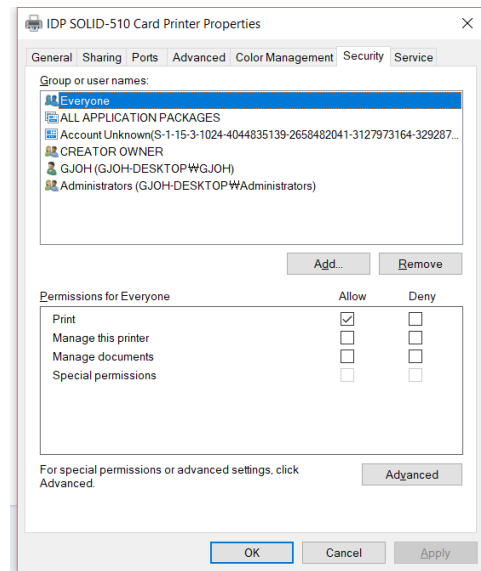 IDP SOLID-510 Card Printer Properties
General Sharing Ports Advanced Color Management Security Service
Group or user names:
Everyone
ALL APPLICATION PACKAGES
Account Unknown(S-1-15-3-1024-4044835139-2658482041-3127973164-329287...
CREATOR OWNER
GJOH (GJOH-DESKTOP₩GJOH)
Administrators (GJOH-DESKTOP₩Administrators)
Add... Remove
Permissions for Everyone Allow Deny
Print
Manage this printer
Manage documents
Special permissions
For special permissions or advanced settings, click
Advanced.
Advanced
OK Cancel Apply